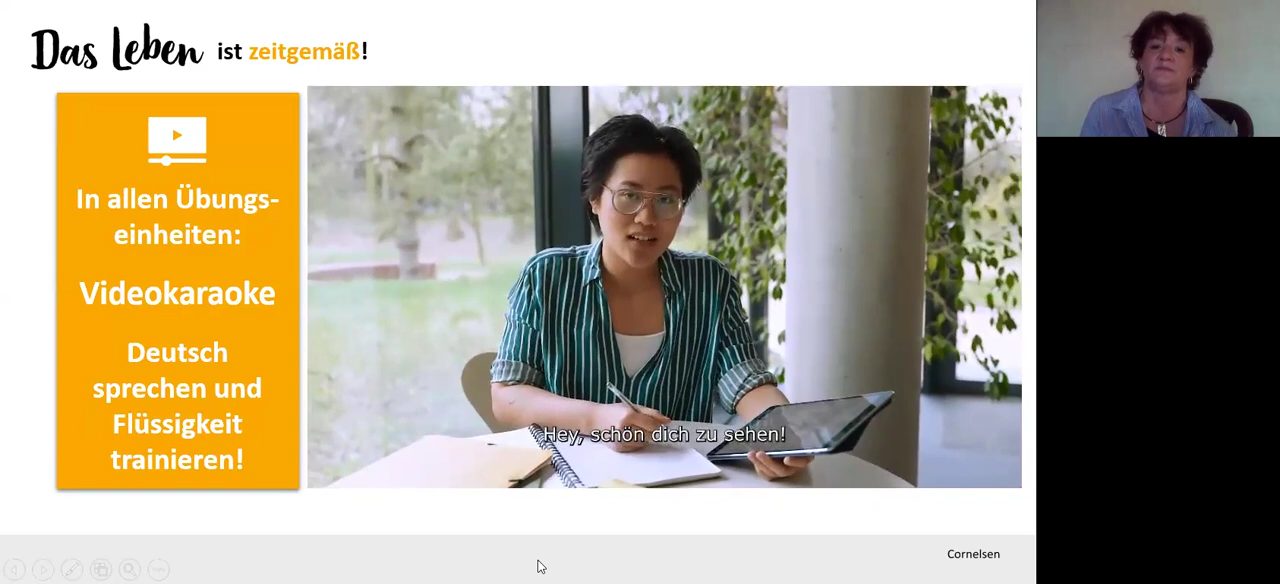 Das Leben ist zeitgemäß!
In allen Übungs-
einheiten:
Videokaraoke
Deutsch
sprechen und
Flüssigkeit
trainieren!
Hey, schön dich zu sehen!
Cornelsen